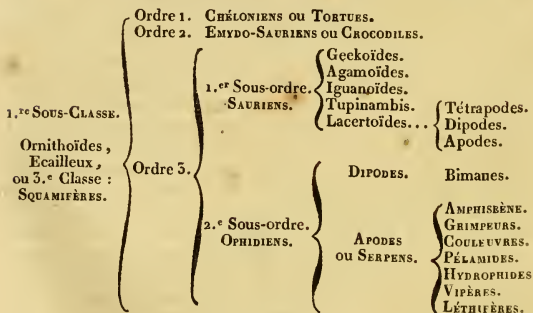 Ordre 1. CHÉLONIENS OU TORTUES.
Ordre 2. EMYDO-SAURIENS OU CROCODILES.
Geekoïdes.
Agamoïdes.
1.er Sous-ordre. Iguanoïdes.
SAURIENS. Tupinambis.
Lacertoïdes... Tétrapodes.
Dipodes.
Apodes.
1.re SOUS-CLASSE.
Ornithoïdes,
Ecailleux,
ou 3.e Classe :
SQUAMIFÈRES.
Ordre 3.
DIPODES. Bimanes.
2.e Sous-ordre.
OPHIDIENS.
APODES
OU SERPENS.
AMPHISBÈNE.
GRIMPEURS.
COULEUVRES.
PÉLAMIDES.
HYDROPHIDES
VIPÈRES.
LÉTHIFÈRES.